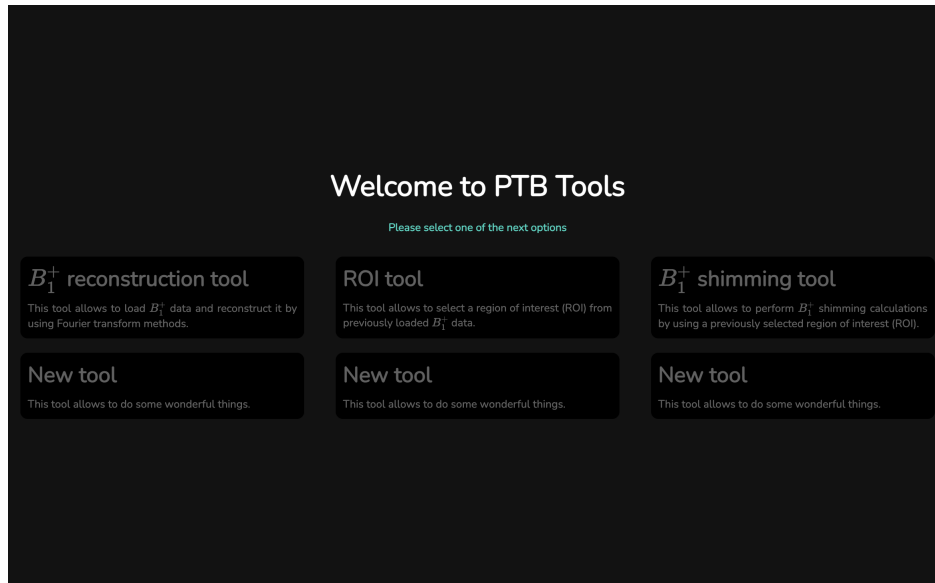 Welcome to PTB Tools
Please select one of the next options
B₁⁺ reconstruction tool
This tool allows to load B₁⁺ data and reconstruct it by
using Fourier transform methods.
ROI tool
This tool allows to select a region of interest (ROI) from
previously loaded B₁⁺ data.
B₁⁺ shimming tool
This tool allows to perform B₁⁺ shimming calculations
by using a previously selected region of interest (ROI).
New tool
This tool allows to do some wonderful things.
New tool
This tool allows to do some wonderful things.
New tool
This tool allows to do some wonderful things.